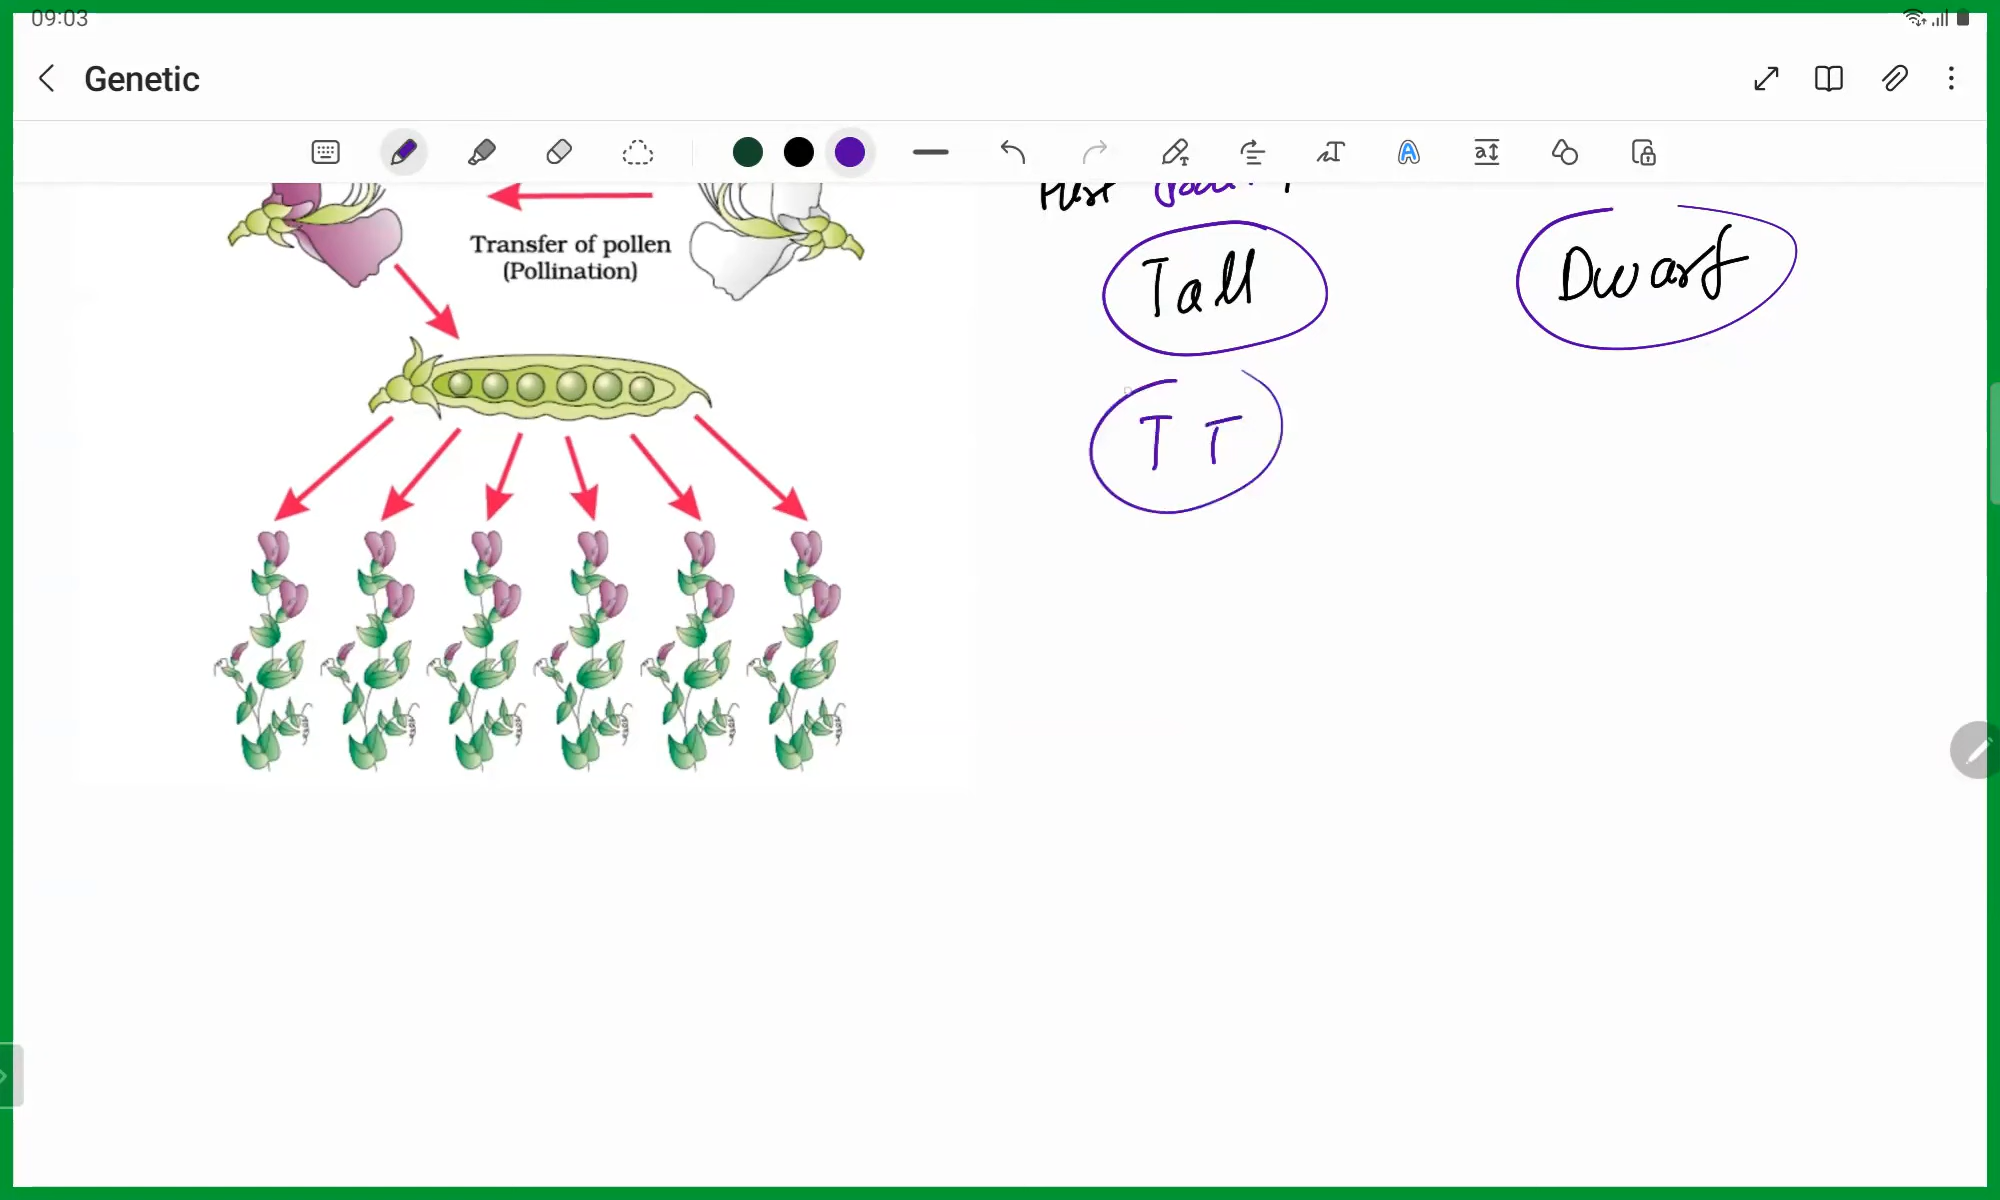 09:03
Genetic
Transfer of pollen
(Pollination)
Tall
Dwarf
T T